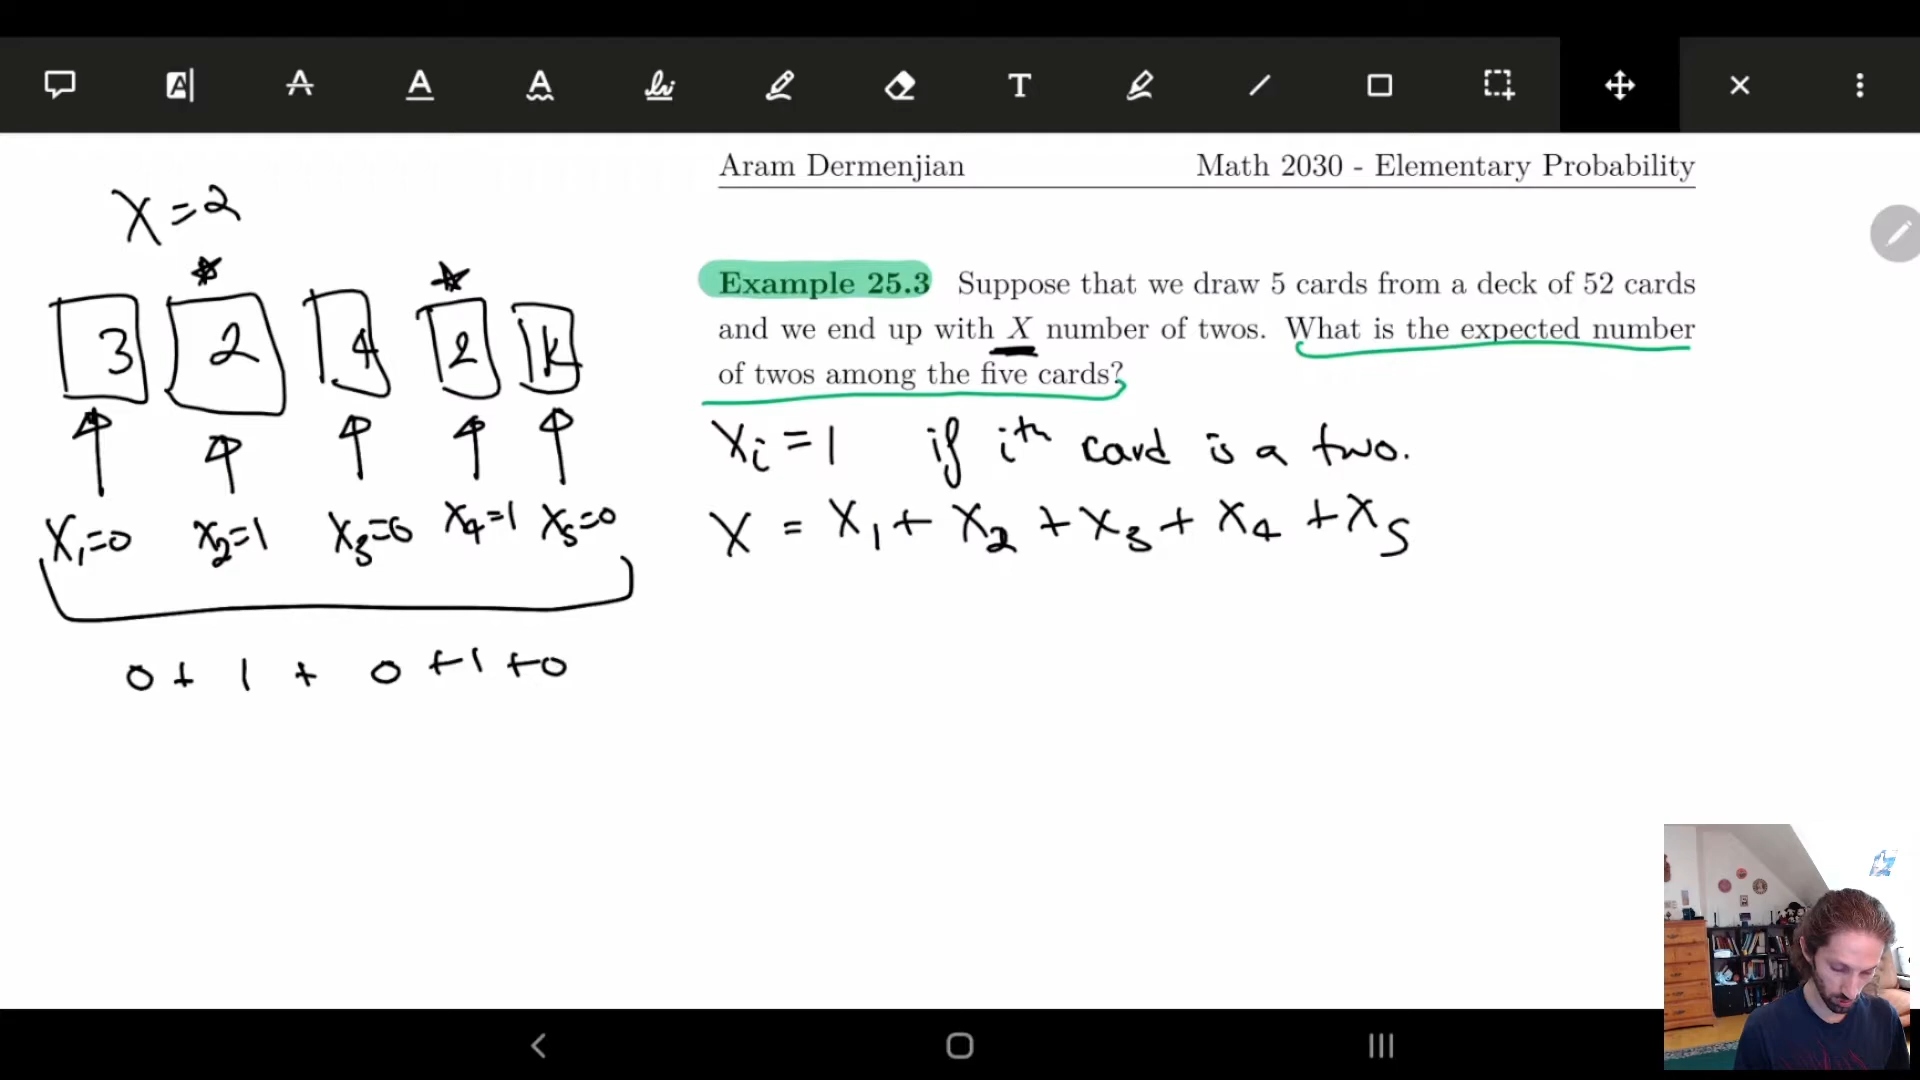 Aram Dermenjian Math 2030 - Elementary Probability
X = 2
3 2 4 2 K
X₁=0 X₂=1 X₃=0 X₄=1 X₅=0
0 + 1 + 0 +1 +0
Example 25.3 Suppose that we draw 5 cards from a deck of 52 cards
and we end up with X number of twos. What is the expected number
of twos among the five cards?
Xᵢ = 1 if iᵗʰ card is a two.
X = X₁ + X₂ + X₃ + X₄ + X₅